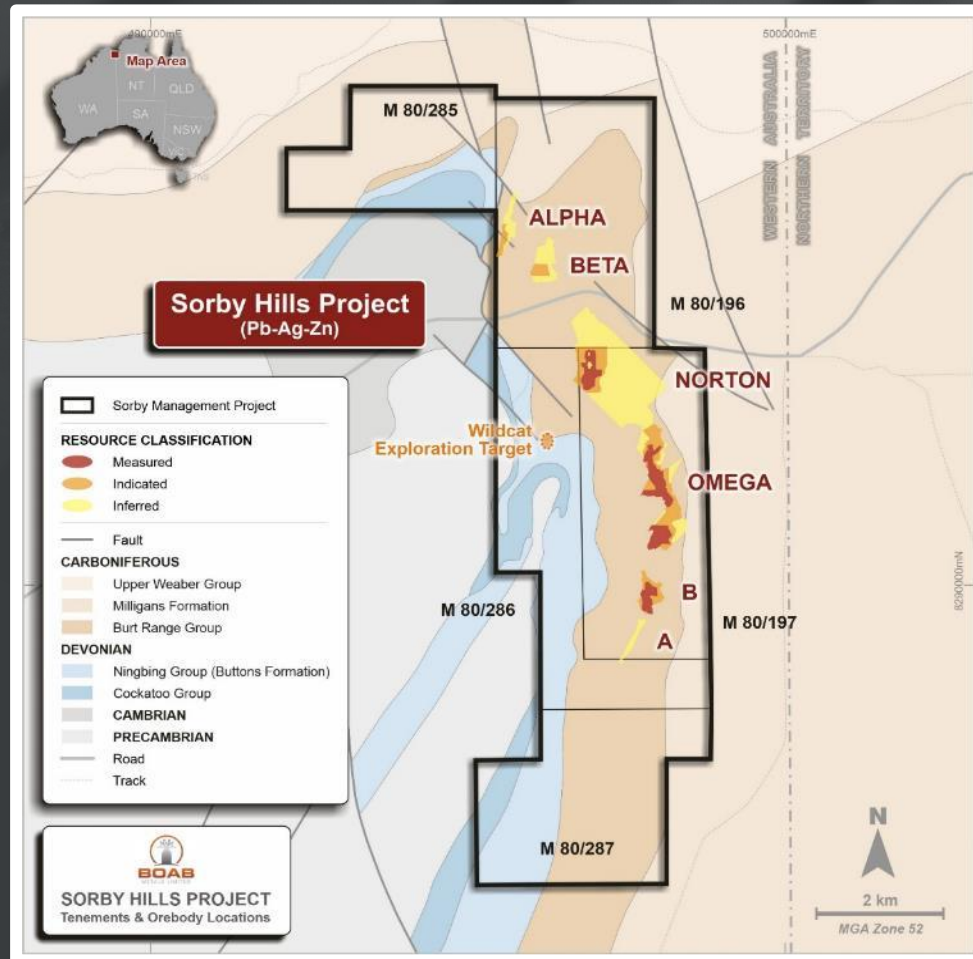 490000mE
500000mE
Map Area
NT
QLD
WA
SA
NSW
WESTERN AUSTRALIA
NORTHERN TERRITORY
M 80/285
ALPHA
BETA
Sorby Hills Project
(Pb-Ag-Zn)
M 80/196
NORTON
Wildcat
Exploration Target
OMEGA
Sorby Management Project
RESOURCE CLASSIFICATION
Measured
Indicated
Inferred
Fault
CARBONIFEROUS
Upper Weaber Group
Milligans Formation
Burt Range Group
DEVONIAN
Ningbing Group (Buttons Formation)
Cockatoo Group
CAMBRIAN
PRECAMBRIAN
Road
Track
8290000mN
M 80/286
B
M 80/197
A
M 80/287
BOAB
METALS LIMITED
SORBY HILLS PROJECT
Tenements & Orebody Locations
N
2 km
MGA Zone 52